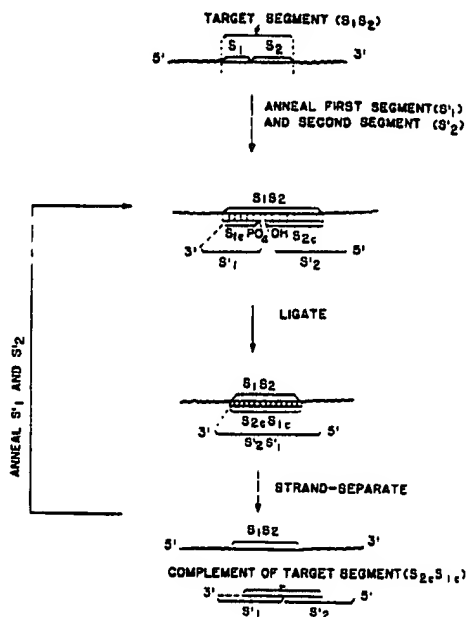 TARGET SEGMENT (S1S2)
S1 S2
5' 3'
ANNEAL FIRST SEGMENT(S'1)
AND SECOND SEGMENT (S'2)
S1S2
S1c PO4 OH S2c
3' 5'
S'1 S'2
LIGATE
ANNEAL S'1 AND S'2
S1S2
S2c S1c
3' 5'
S'2 S'1
STRAND-SEPARATE
S1S2
5' 3'
COMPLEMENT OF TARGET SEGMENT(S2cS1c)
3' 5'
S'1 S'2